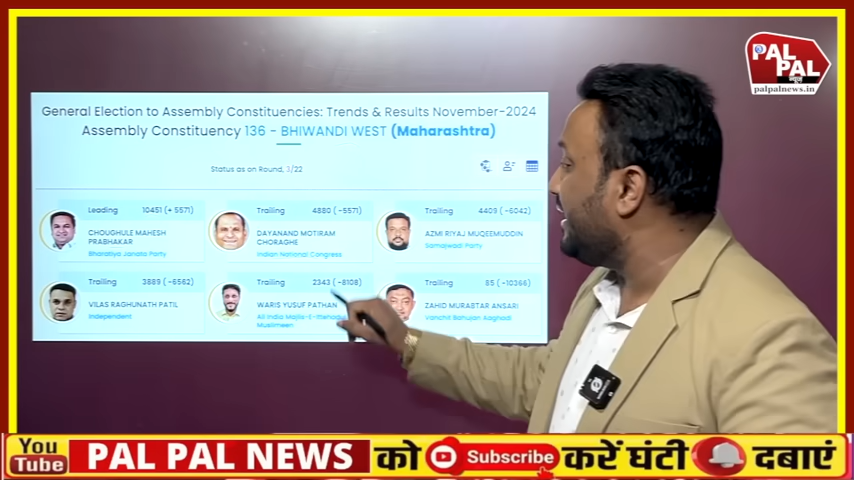 PAL
PAL
न्यूज
palpalnews.in
General Election to Assembly Constituencies: Trends & Results November-2024
Assembly Constituency 136 - BHIWANDI WEST (Maharashtra)
Status as on Round, 3/22
Leading 10451 (+ 5571)
CHOUGHULE MAHESH
PRABHAKAR
Bharatiya Janata Party
Trailing 4880 (-5571)
DAYANAND MOTIRAM
CHORAGHE
Indian National Congress
Trailing 4409 (-6042)
AZMI RIYAJ MUQEEMUDDIN
Samajwadi Party
Trailing 3889 (-6562)
VILAS RAGHUNATH PATIL
Independent
Trailing 2343 (-8108)
WARIS YUSUF PATHAN
All India Majlis-E-Ittehadul
Muslimeen
Trailing 85 (-10366)
ZAHID MURABTAR ANSARI
Vanchit Bahujan Aaghadi
You
Tube
PAL PAL NEWS को Subscribe करें घंटी दबाएं